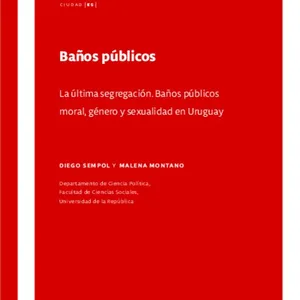 CIUDAD [ES]
Baños públicos
La última segregación. Baños públicos
moral, género y sexualidad en Uruguay
DIEGO SEMPOL Y MALENA MONTANO
Departamento de Ciencia Política,
Facultad de Ciencias Sociales,
Universidad de la República